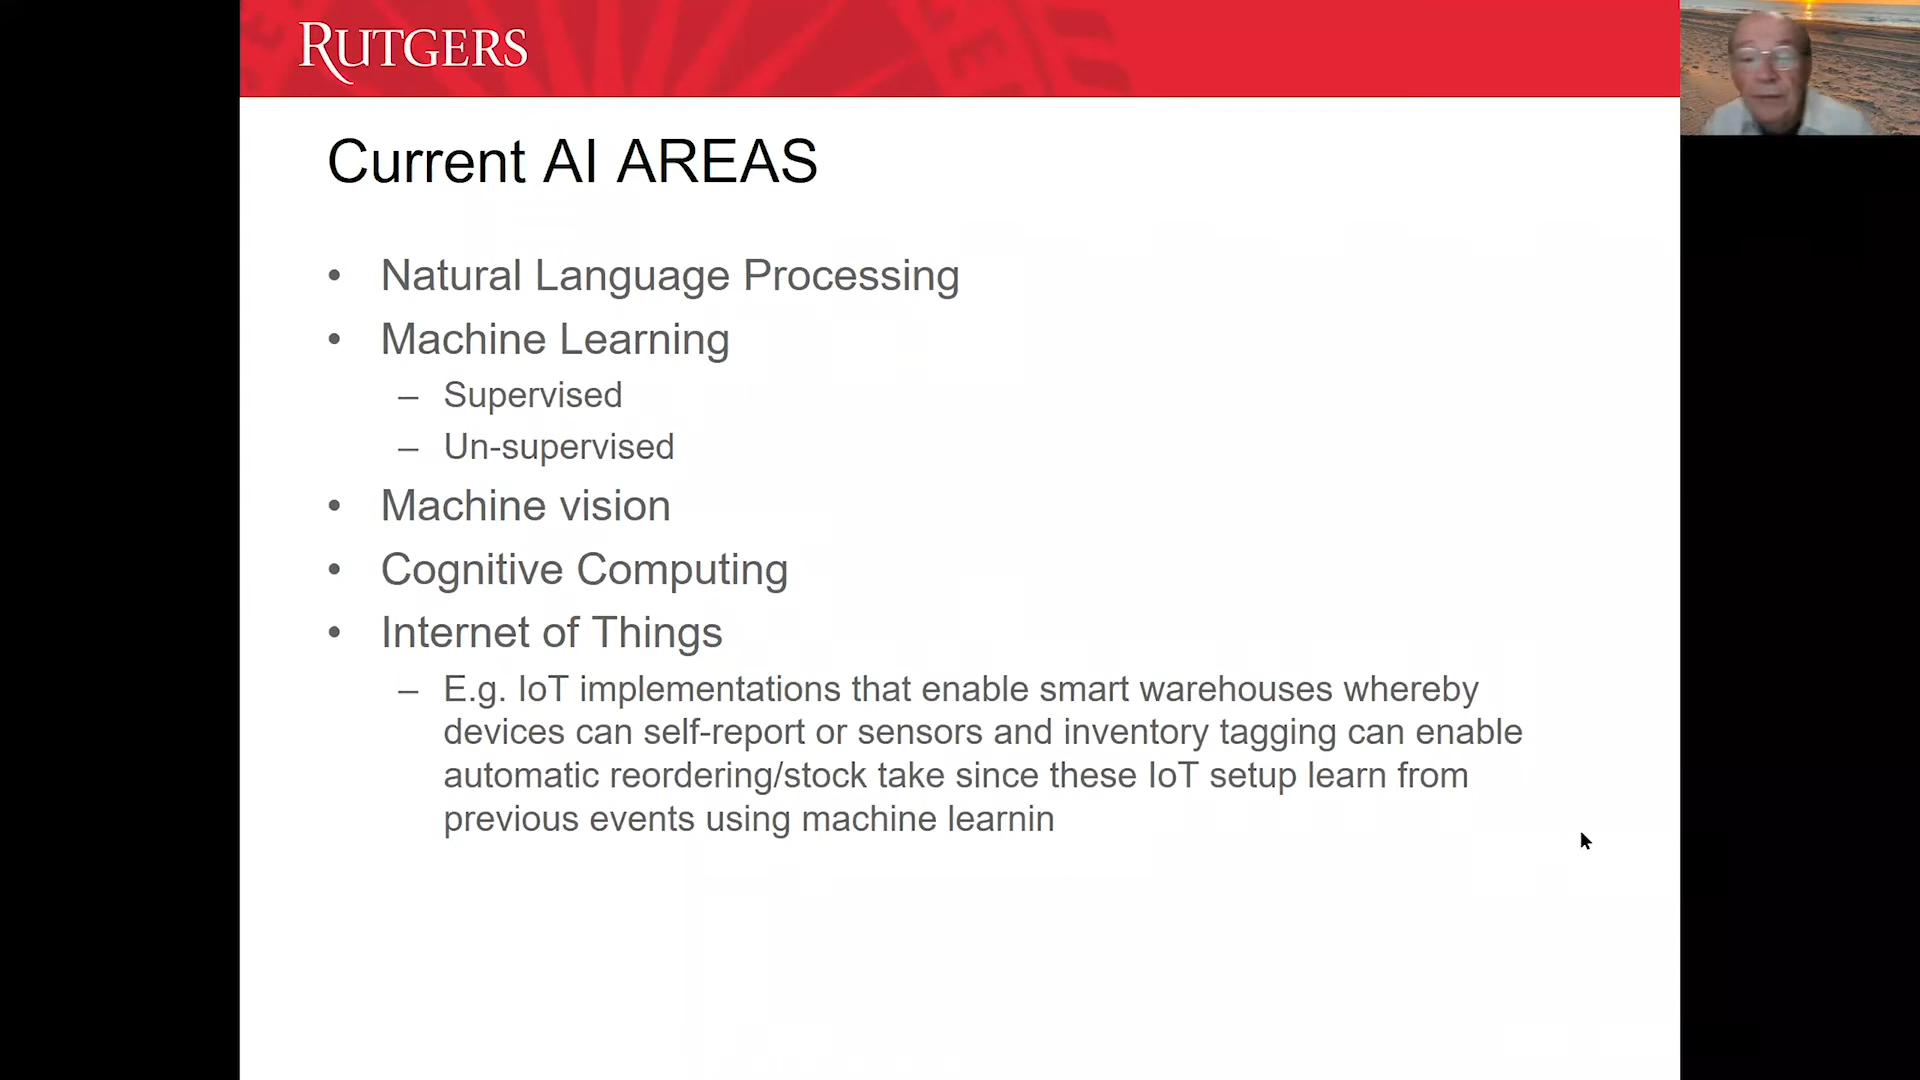 RUTGERS
Current AI AREAS
• Natural Language Processing
• Machine Learning
– Supervised
– Un-supervised
• Machine vision
• Cognitive Computing
• Internet of Things
– E.g. IoT implementations that enable smart warehouses whereby
devices can self-report or sensors and inventory tagging can enable
automatic reordering/stock take since these IoT setup learn from
previous events using machine learnin